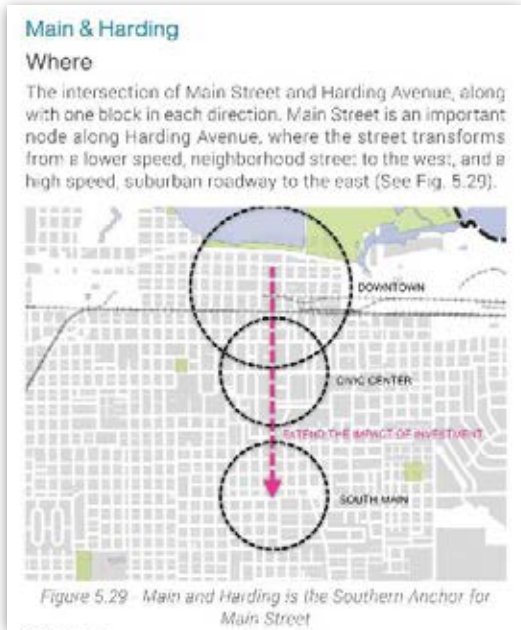 Main & Harding
Where
The intersection of Main Street and Harding Avenue, along
with one block in each direction. Main Street is an important
node along Harding Avenue, where the street transforms
from a lower speed, neighborhood street to the west, and a
high speed, suburban roadway to the east (See Fig. 5.29).
DOWNTOWN
CIVIC CENTER
EXTEND THE IMPACT OF INVESTMENT
SOUTH MAIN
Figure 5.29 - Main and Harding is the Southern Anchor for
Main Street